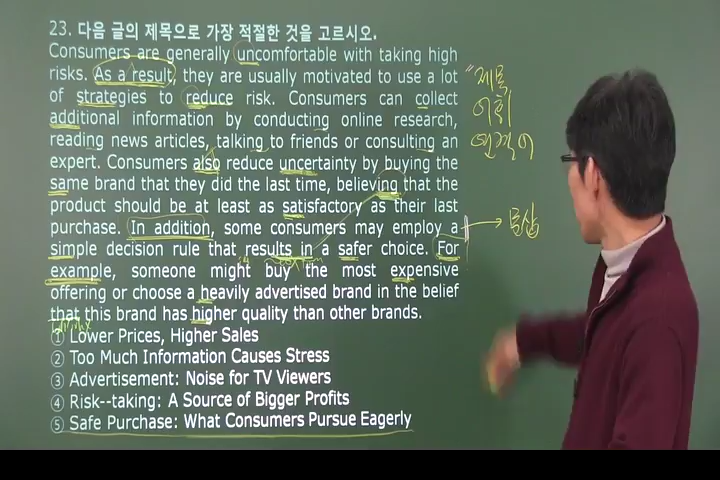 23. 다음 글의 제목으로 가장 적절한 것을 고르시오.
Consumers are generally uncomfortable with taking high
risks. As a result, they are usually motivated to use a lot
of strategies to reduce risk. Consumers can collect
additional information by conducting online research,
reading news articles, talking to friends or consulting an
expert. Consumers also reduce uncertainty by buying the
same brand that they did the last time, believing that the
product should be at least as satisfactory as their last
purchase. In addition, some consumers may employ a
simple decision rule that results in a safer choice. For
example, someone might buy the most expensive
offering or choose a heavily advertised brand in the belief
that this brand has higher quality than other brands.
① Lower Prices, Higher Sales
② Too Much Information Causes Stress
③ Advertisement: Noise for TV Viewers
④ Risk--taking: A Source of Bigger Profits
⑤ Safe Purchase: What Consumers Pursue Eagerly
제목
어휘